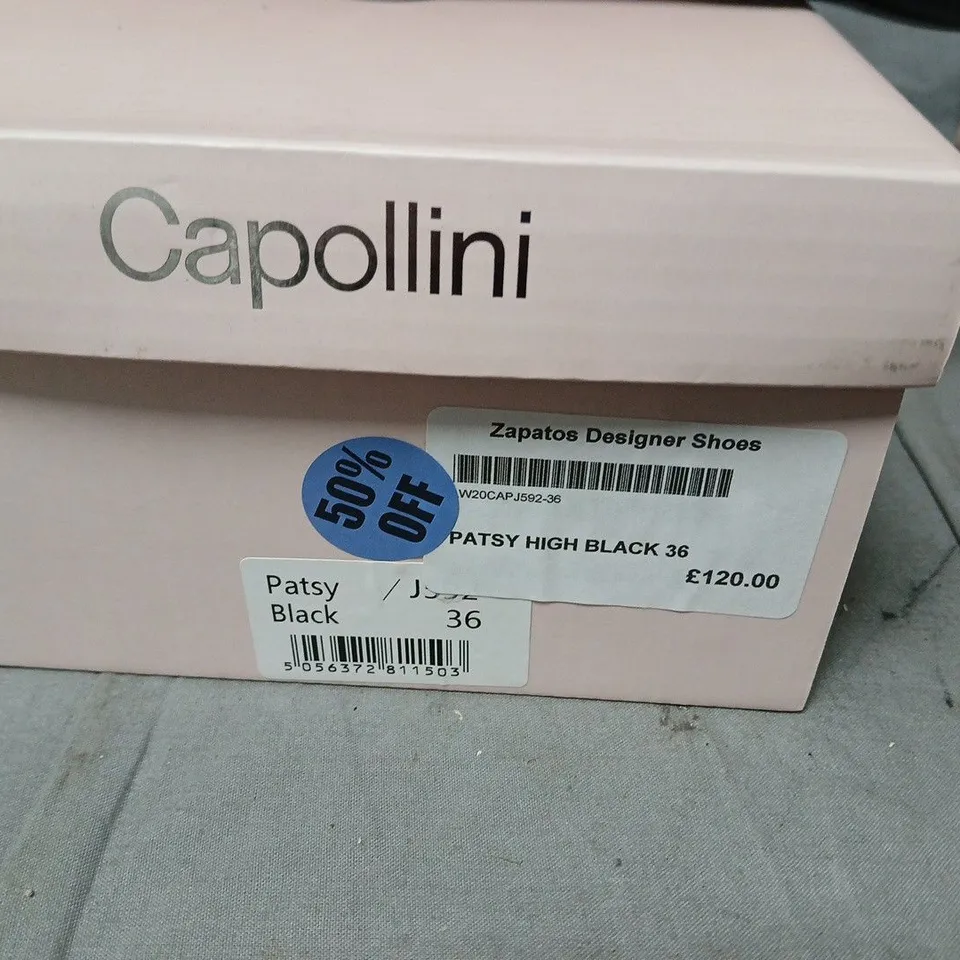 Capollini
Zapatos Designer Shoes
W20CAPJ592-36
PATSY HIGH BLACK 36
£120.00
50%
OFF
Patsy / J592
Black 36
5 056372 811503